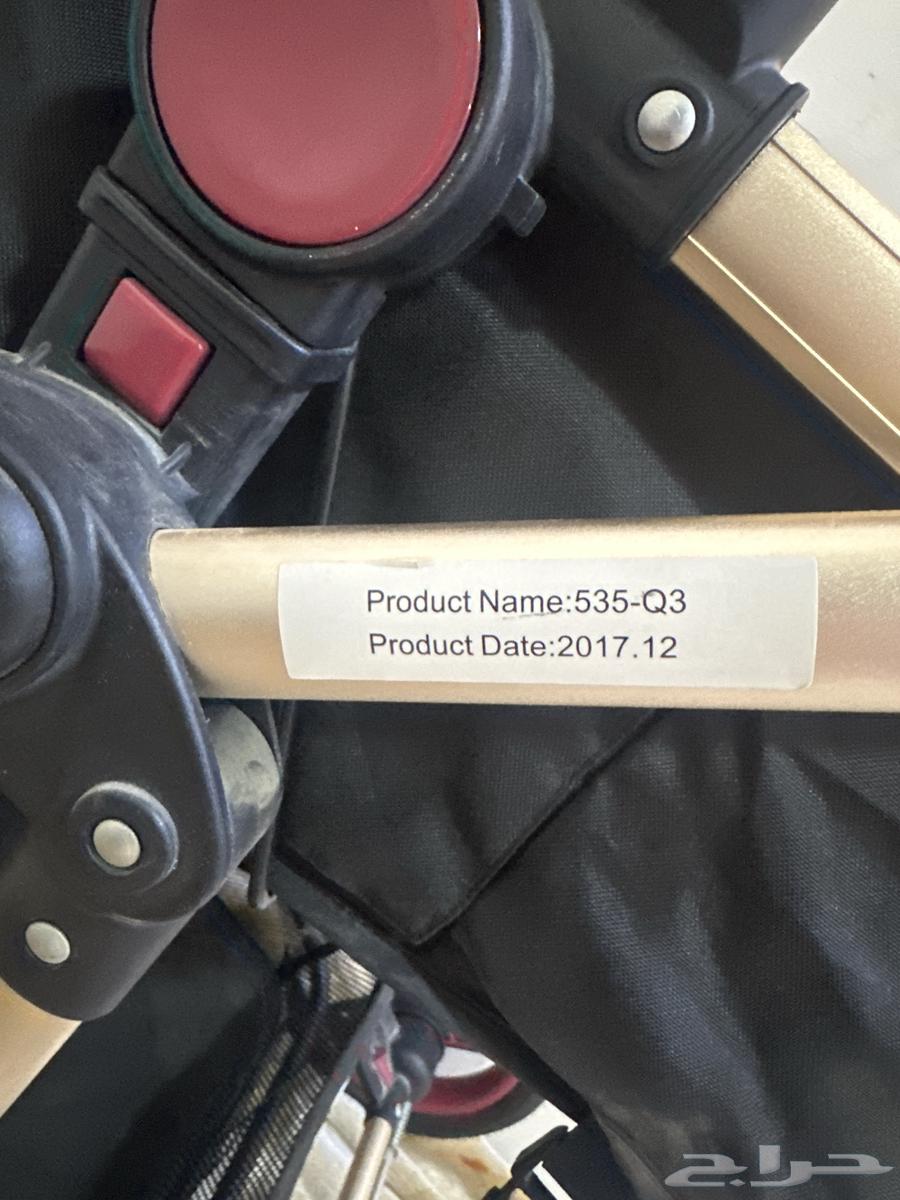 Product Name:535-Q3
Product Date:2017.12
حراج